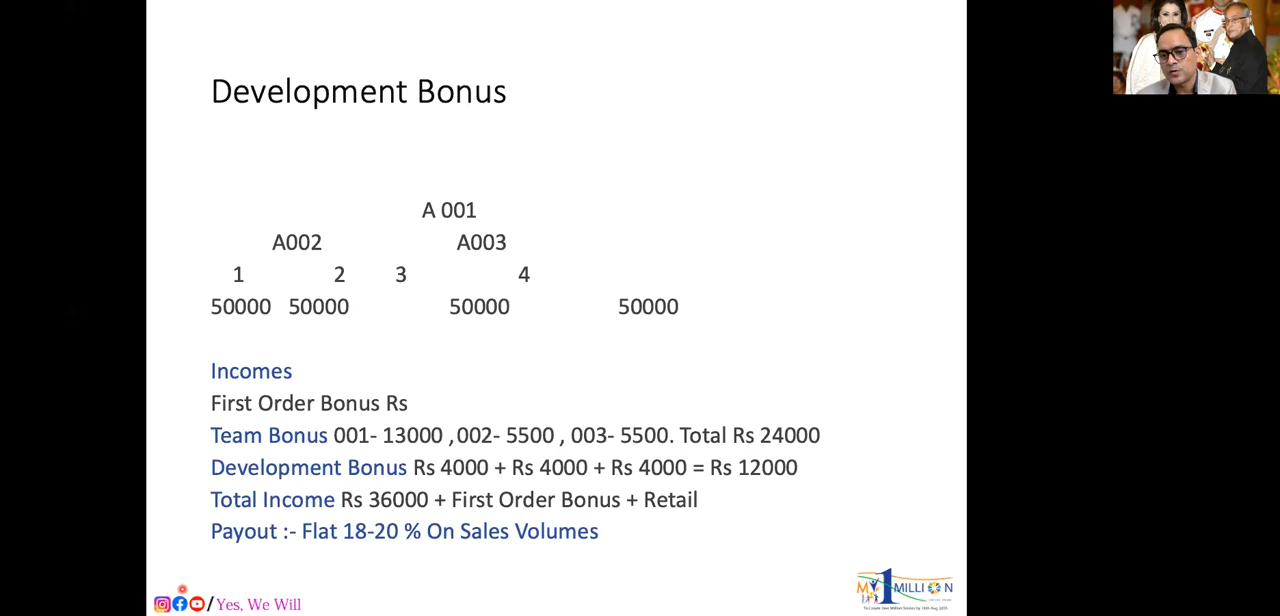 Development Bonus
A 001
A002 A003
1 2 3 4
50000 50000 50000 50000
Incomes
First Order Bonus Rs
Team Bonus 001- 13000 ,002- 5500 , 003- 5500. Total Rs 24000
Development Bonus Rs 4000 + Rs 4000 + Rs 4000 = Rs 12000
Total Income Rs 36000 + First Order Bonus + Retail
Payout :- Flat 18-20 % On Sales Volumes
/ Yes, We Will
MY 1 MILLION